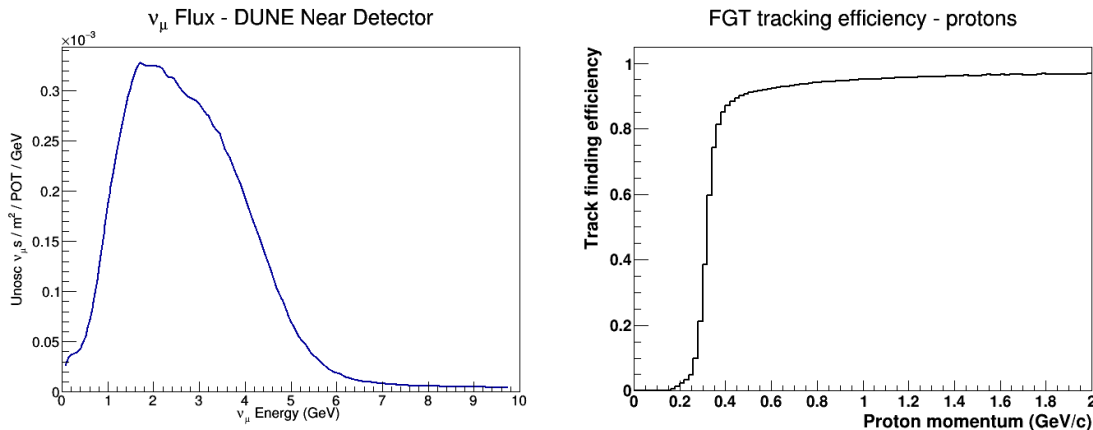 ν_μ Flux - DUNE Near Detector
×10⁻³
0.3
0.25
0.2
0.15
0.1
0.05
0
0 1 2 3 4 5 6 7 8 9 10
ν_μ Energy (GeV)
Unosc ν_μs / m² / POT / GeV
FGT tracking efficiency - protons
1
0.8
0.6
0.4
0.2
0
0 0.2 0.4 0.6 0.8 1 1.2 1.4 1.6 1.8 2
Proton momentum (GeV/c)
Track finding efficiency